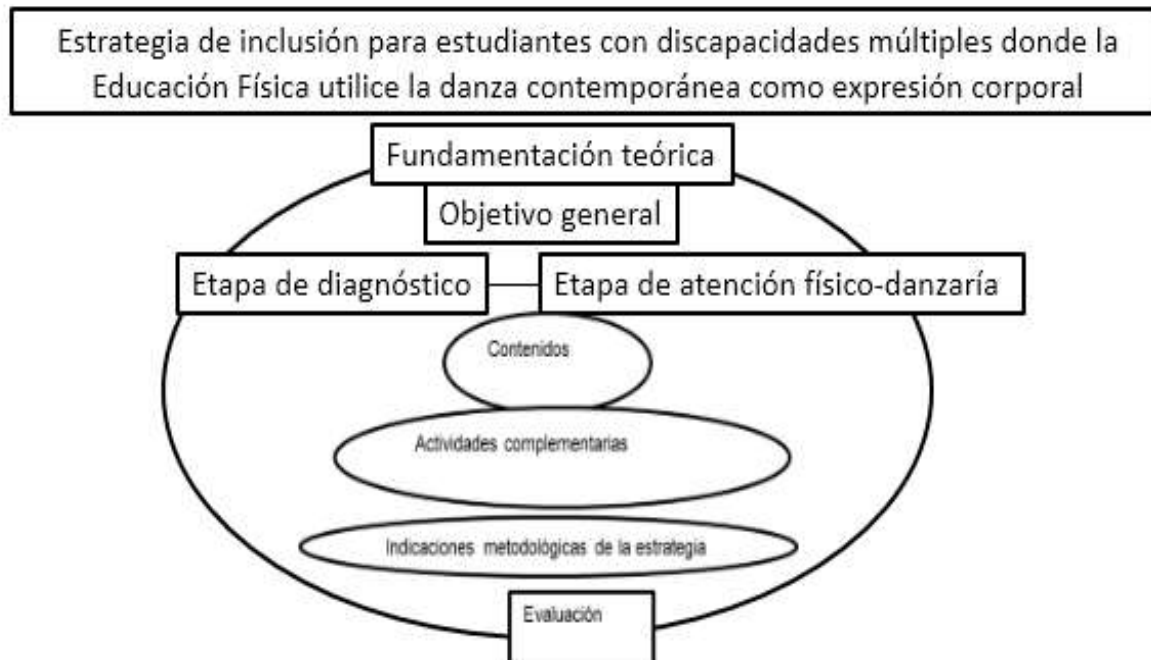 Estrategia de inclusión para estudiantes con discapacidades múltiples donde la
Educación Física utilice la danza contemporánea como expresión corporal
Fundamentación teórica
Objetivo general
Etapa de diagnóstico
Etapa de atención físico-danzaría
Contenidos
Actividades complementarias
Indicaciones metodológicas de la estrategia
Evaluación